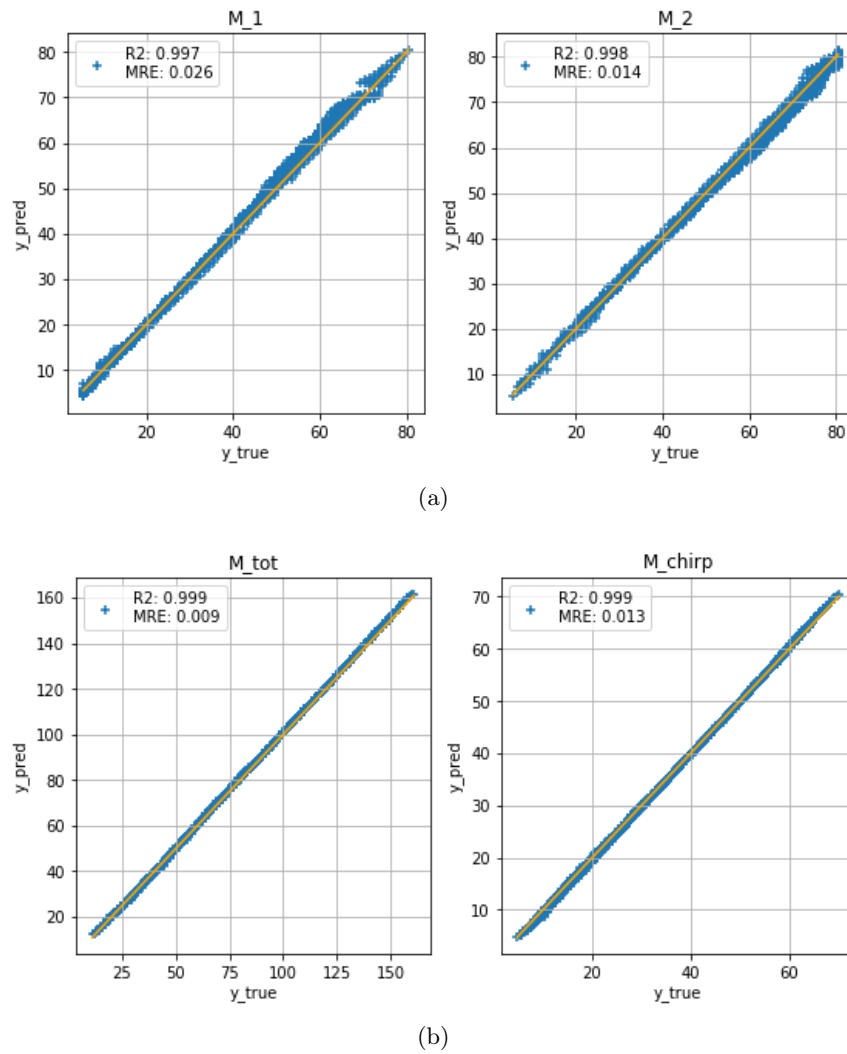 M_1
R2: 0.997
MRE: 0.026
80
70
60
50
40
30
20
10
y_pred
20 40 60 80
y_true
M_2
R2: 0.998
MRE: 0.014
80
70
60
50
40
30
20
10
y_pred
20 40 60 80
y_true
(a)
M_tot
R2: 0.999
MRE: 0.009
160
140
120
100
80
60
40
20
y_pred
25 50 75 100 125 150
y_true
M_chirp
R2: 0.999
MRE: 0.013
70
60
50
40
30
20
10
y_pred
20 40 60
y_true
(b)